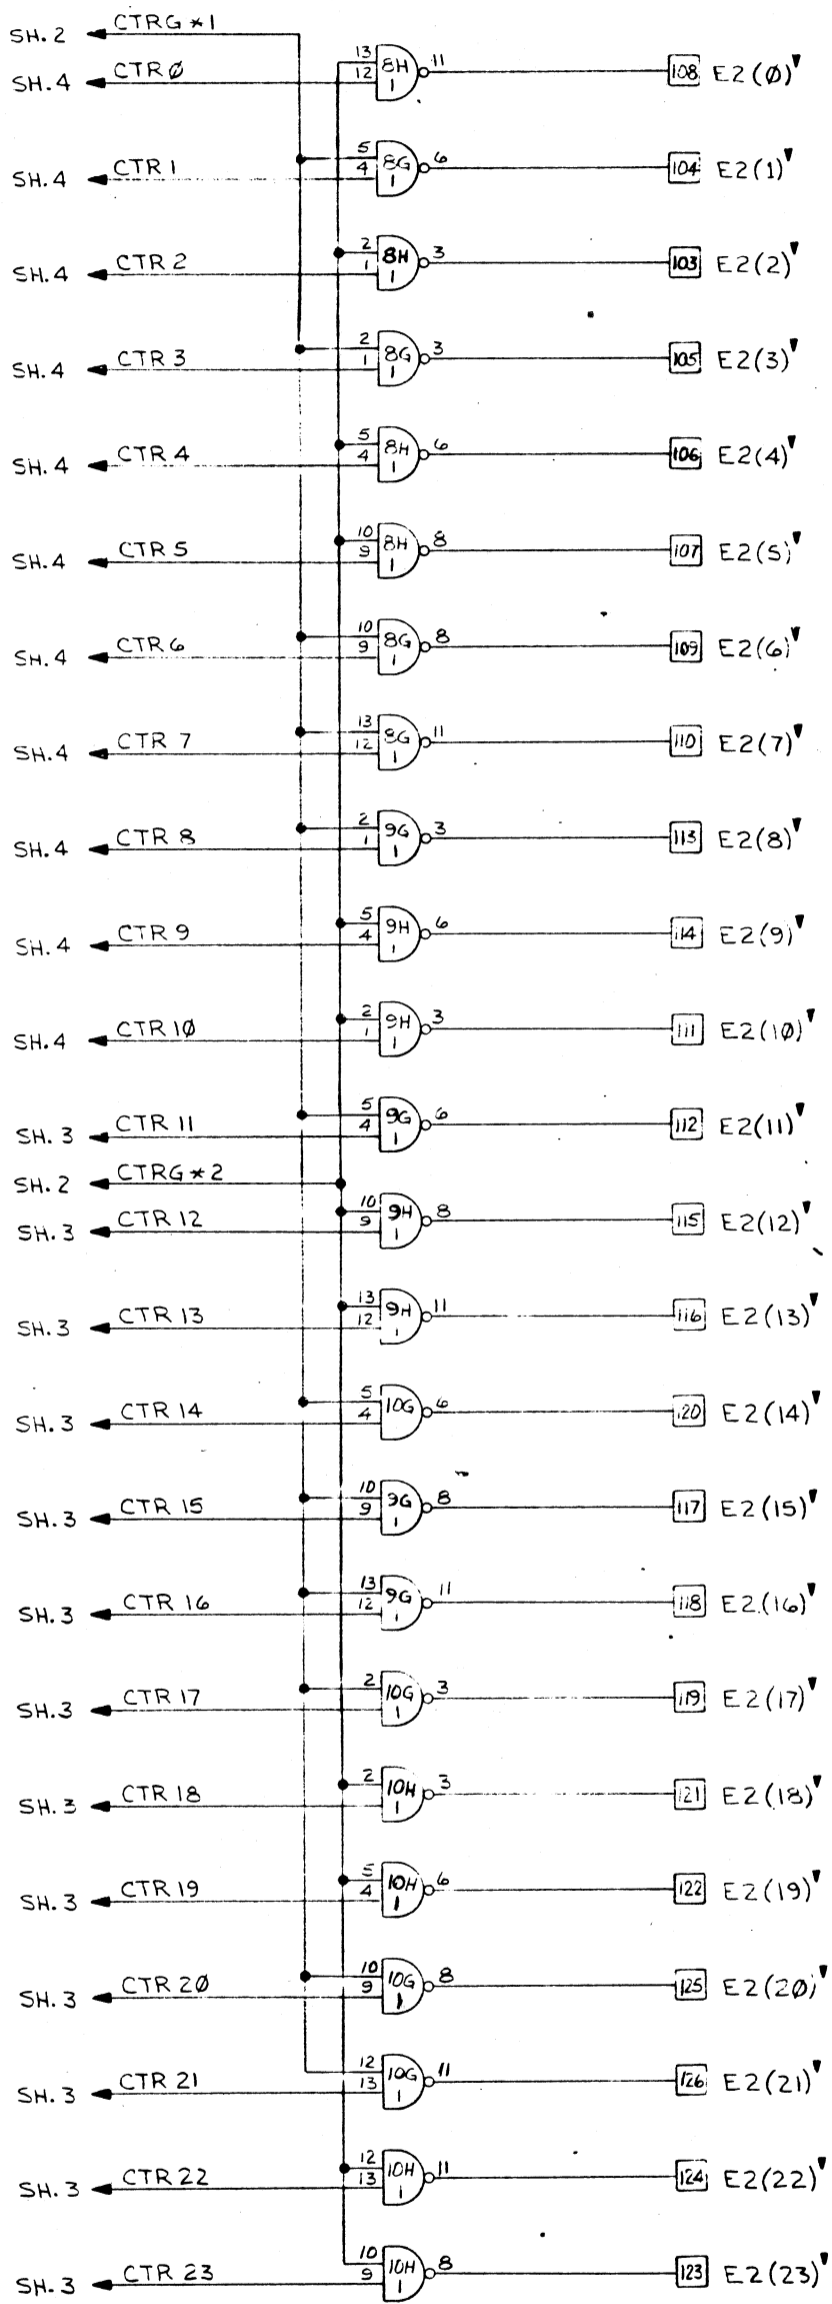 SH. 2 CTRG*1
13 8H 11 108 E2(0)▼
SH. 4 CTRØ 12 1
5 8G 6 104 E2(1)▼
SH. 4 CTR 1 4 1
2 8H 3 103 E2(2)▼
SH. 4 CTR 2 1 1
2 8G 3 105 E2(3)▼
SH. 4 CTR 3 1 1
5 8H 6 106 E2(4)▼
SH. 4 CTR 4 4 1
10 8H 8 107 E2(5)▼
SH. 4 CTR 5 9 1
10 8G 8 109 E2(6)▼
SH. 4 CTR 6 9 1
13 8G 11 110 E2(7)▼
SH. 4 CTR 7 12 1
2 9G 3 113 E2(8)▼
SH. 4 CTR 8 1 1
5 9H 6 114 E2(9)▼
SH. 4 CTR 9 4 1
2 9H 3 111 E2(10)▼
SH. 4 CTR 1Ø 1 1
5 9G 6 112 E2(11)▼
SH. 3 CTR 11 4 1
SH. 2 CTRG*2
10 9H 8 115 E2(12)▼
SH. 3 CTR 12 9 1
13 9H 11 116 E2(13)▼
SH. 3 CTR 13 12 1
5 10G 6 120 E2(14)▼
SH. 3 CTR 14 4
10 9G 8 117 E2(15)▼
SH. 3 CTR 15 9 1
13 9G 11 118 E2(16)▼
SH. 3 CTR 16 12 1
2 10G 3 119 E2(17)▼
SH. 3 CTR 17 1
2 10H 3 121 E2(18)▼
SH. 3 CTR 18 1
5 10H 6 122 E2(19)▼
SH. 3 CTR 19 4 1
10 10G 8 125 E2(2Ø)▼
SH. 3 CTR 2Ø 9 1
12 10G 11 126 E2(21)▼
SH. 3 CTR 21 13 1
12 10H 11 124 E2(22)▼
SH. 3 CTR 22 13 1
10 10H 8 123 E2(23)▼
SH. 3 CTR 23 9 1